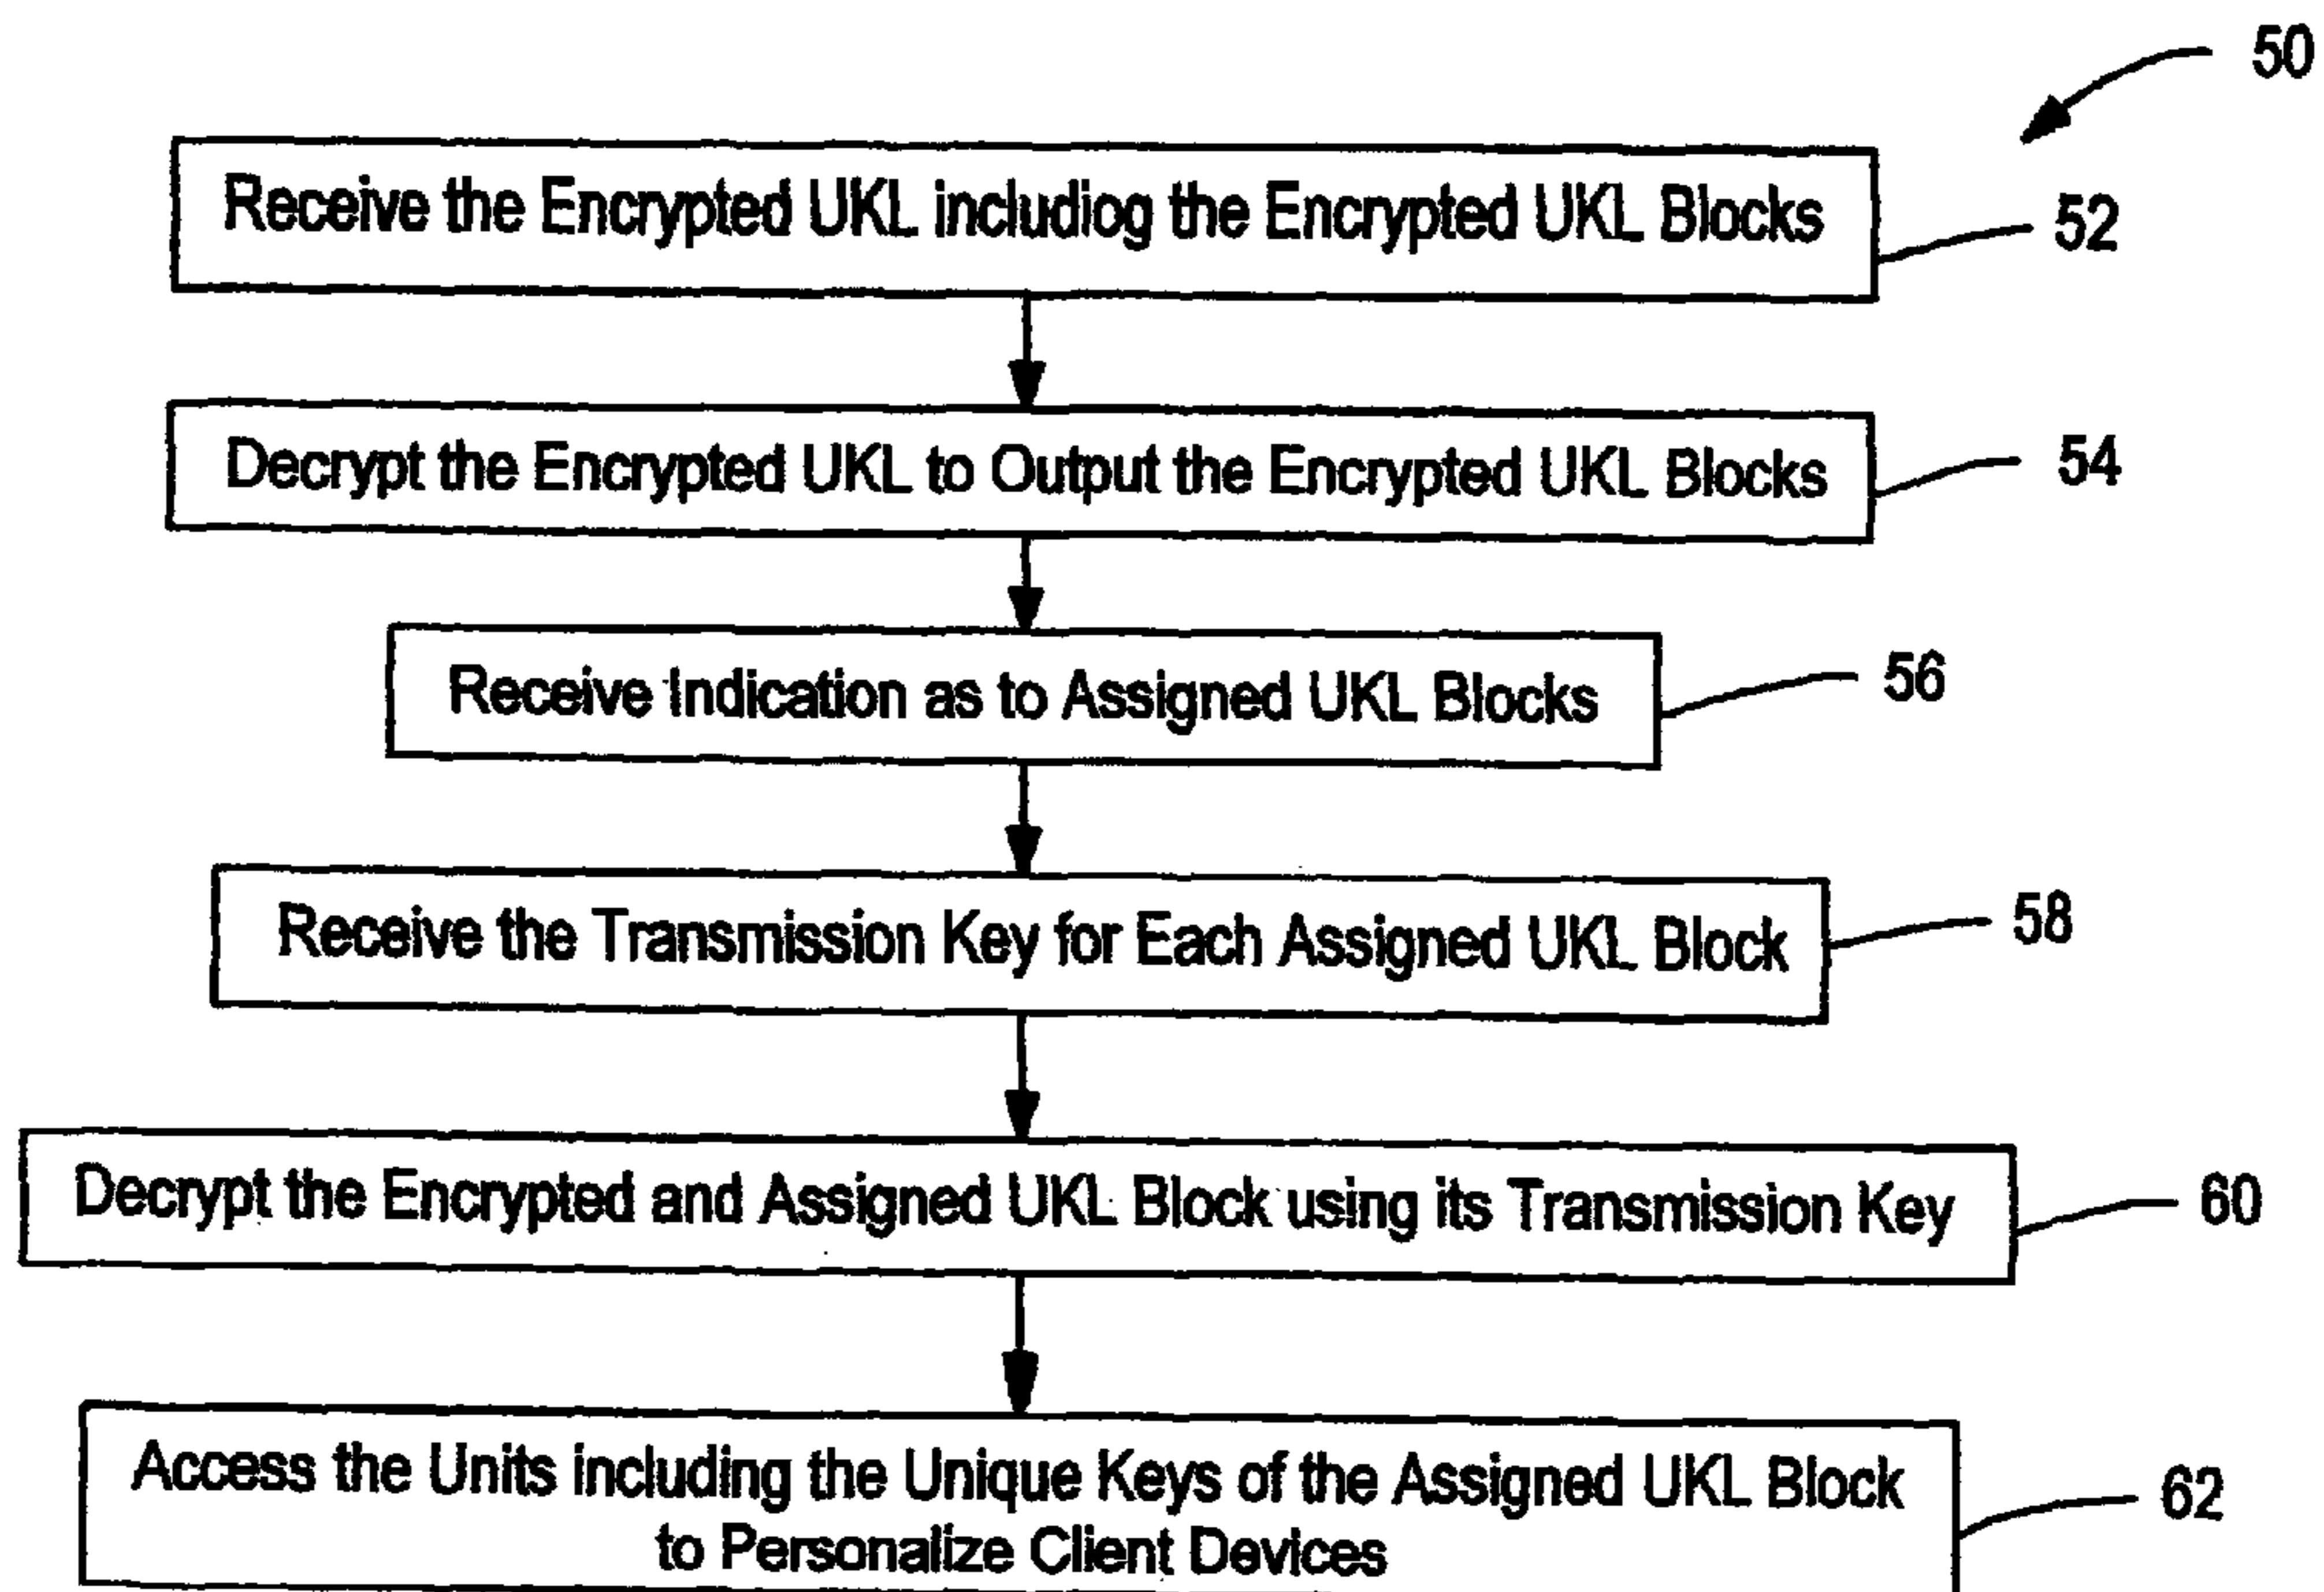 50
Receive the Encrypted UKL includiog the Encrypted UKL Blocks
52
Decrypt the Encrypted UKL to Output the Encrypted UKL Blocks
54
Receive Indication as to Assigned UKL Blocks
56
Receive the Transmission Key for Each Assigned UKL Block
58
Decrypt the Encrypted and Assigned UKL Block using its Transmission Key
60
Access the Units including the Unique Keys of the Assigned UKL Block
to Personalize Client Devices
62